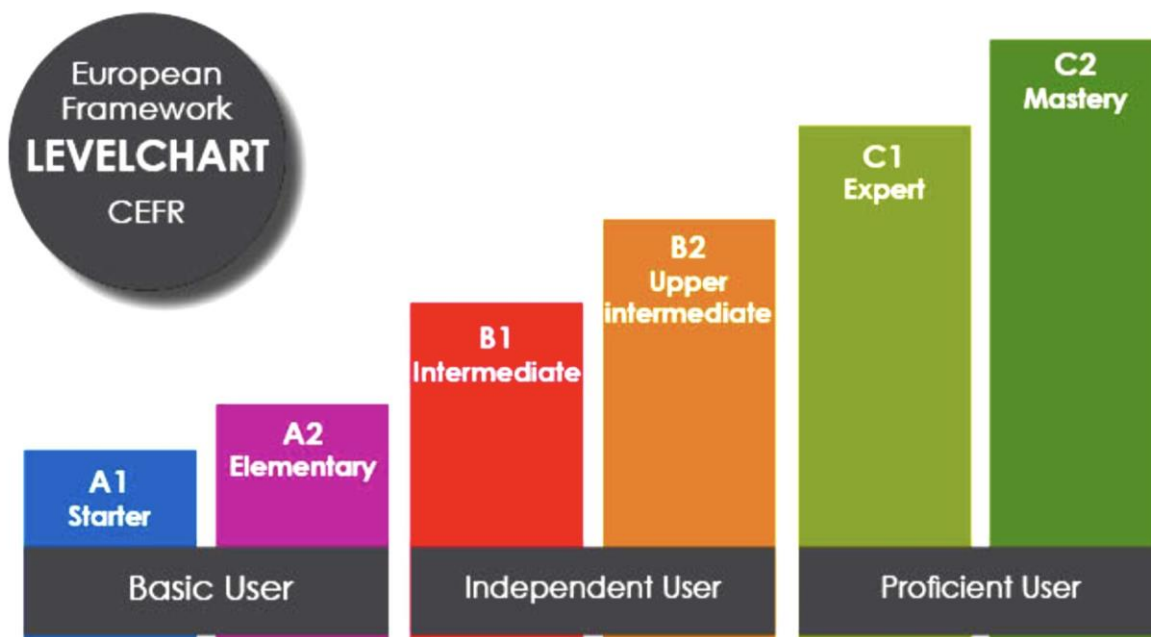 European
Framework
LEVELCHART
CEFR
A1
Starter
A2
Elementary
B1
Intermediate
B2
Upper
intermediate
C1
Expert
C2
Mastery
Basic User
Independent User
Proficient User